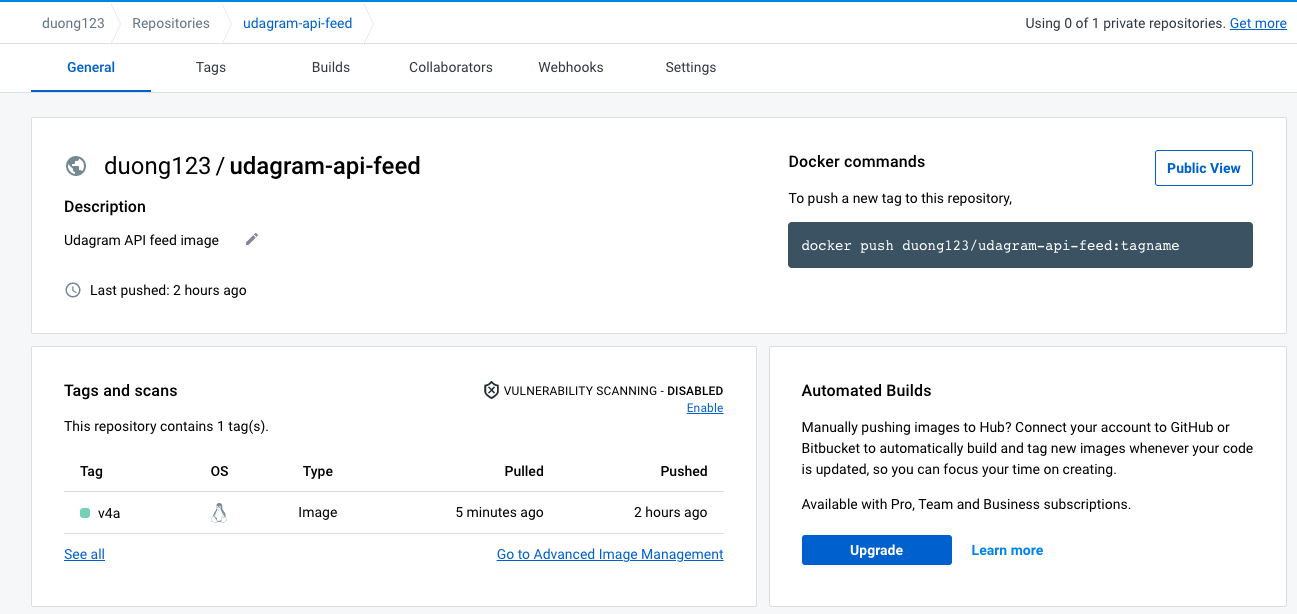 duong123 Repositories udagram-api-feed Using 0 of 1 private repositories. Get more
General Tags Builds Collaborators Webhooks Settings
duong123 / udagram-api-feed
Description
Udagram API feed image
Last pushed: 2 hours ago
Docker commands
Public View
To push a new tag to this repository,
docker push duong123/udagram-api-feed:tagname
Tags and scans
VULNERABILITY SCANNING - DISABLED
Enable
This repository contains 1 tag(s).
Tag OS Type Pulled Pushed
v4a Image 5 minutes ago 2 hours ago
See all Go to Advanced Image Management
Automated Builds
Manually pushing images to Hub? Connect your account to GitHub or
Bitbucket to automatically build and tag new images whenever your code
is updated, so you can focus your time on creating.
Available with Pro, Team and Business subscriptions.
Upgrade Learn more